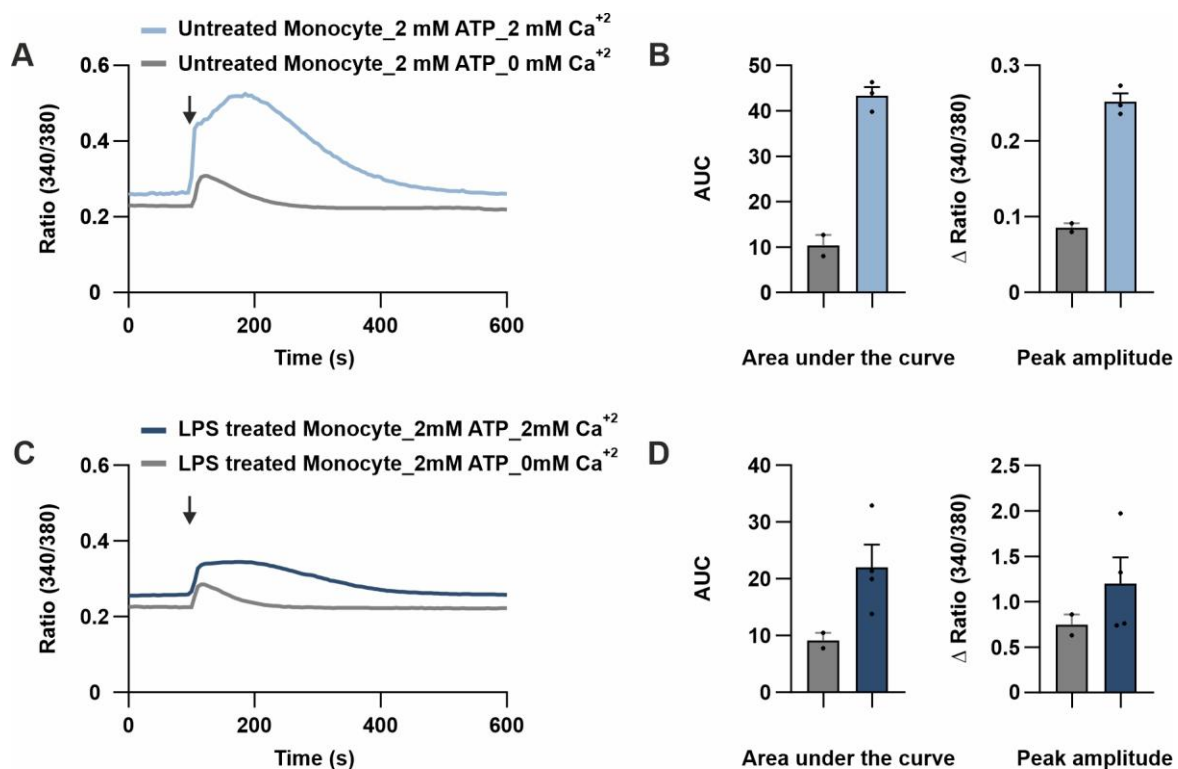 A
Untreated Monocyte_2 mM ATP_2 mM Ca+2
Untreated Monocyte_2 mM ATP_0 mM Ca+2
Ratio (340/380)
0.6
0.4
0.2
0
0
200
400
600
Time (s)
B
AUC
50
40
30
20
10
0
Area under the curve
Δ Ratio (340/380)
0.3
0.2
0.1
0
Peak amplitude
C
LPS treated Monocyte_2mM ATP_2mM Ca+2
LPS treated Monocyte_2mM ATP_0mM Ca+2
Ratio (340/380)
0.6
0.4
0.2
0
0
200
400
600
Time (s)
D
AUC
40
30
20
10
0
Area under the curve
Δ Ratio (340/380)
2.5
2.0
1.5
1.0
0.5
0
Peak amplitude